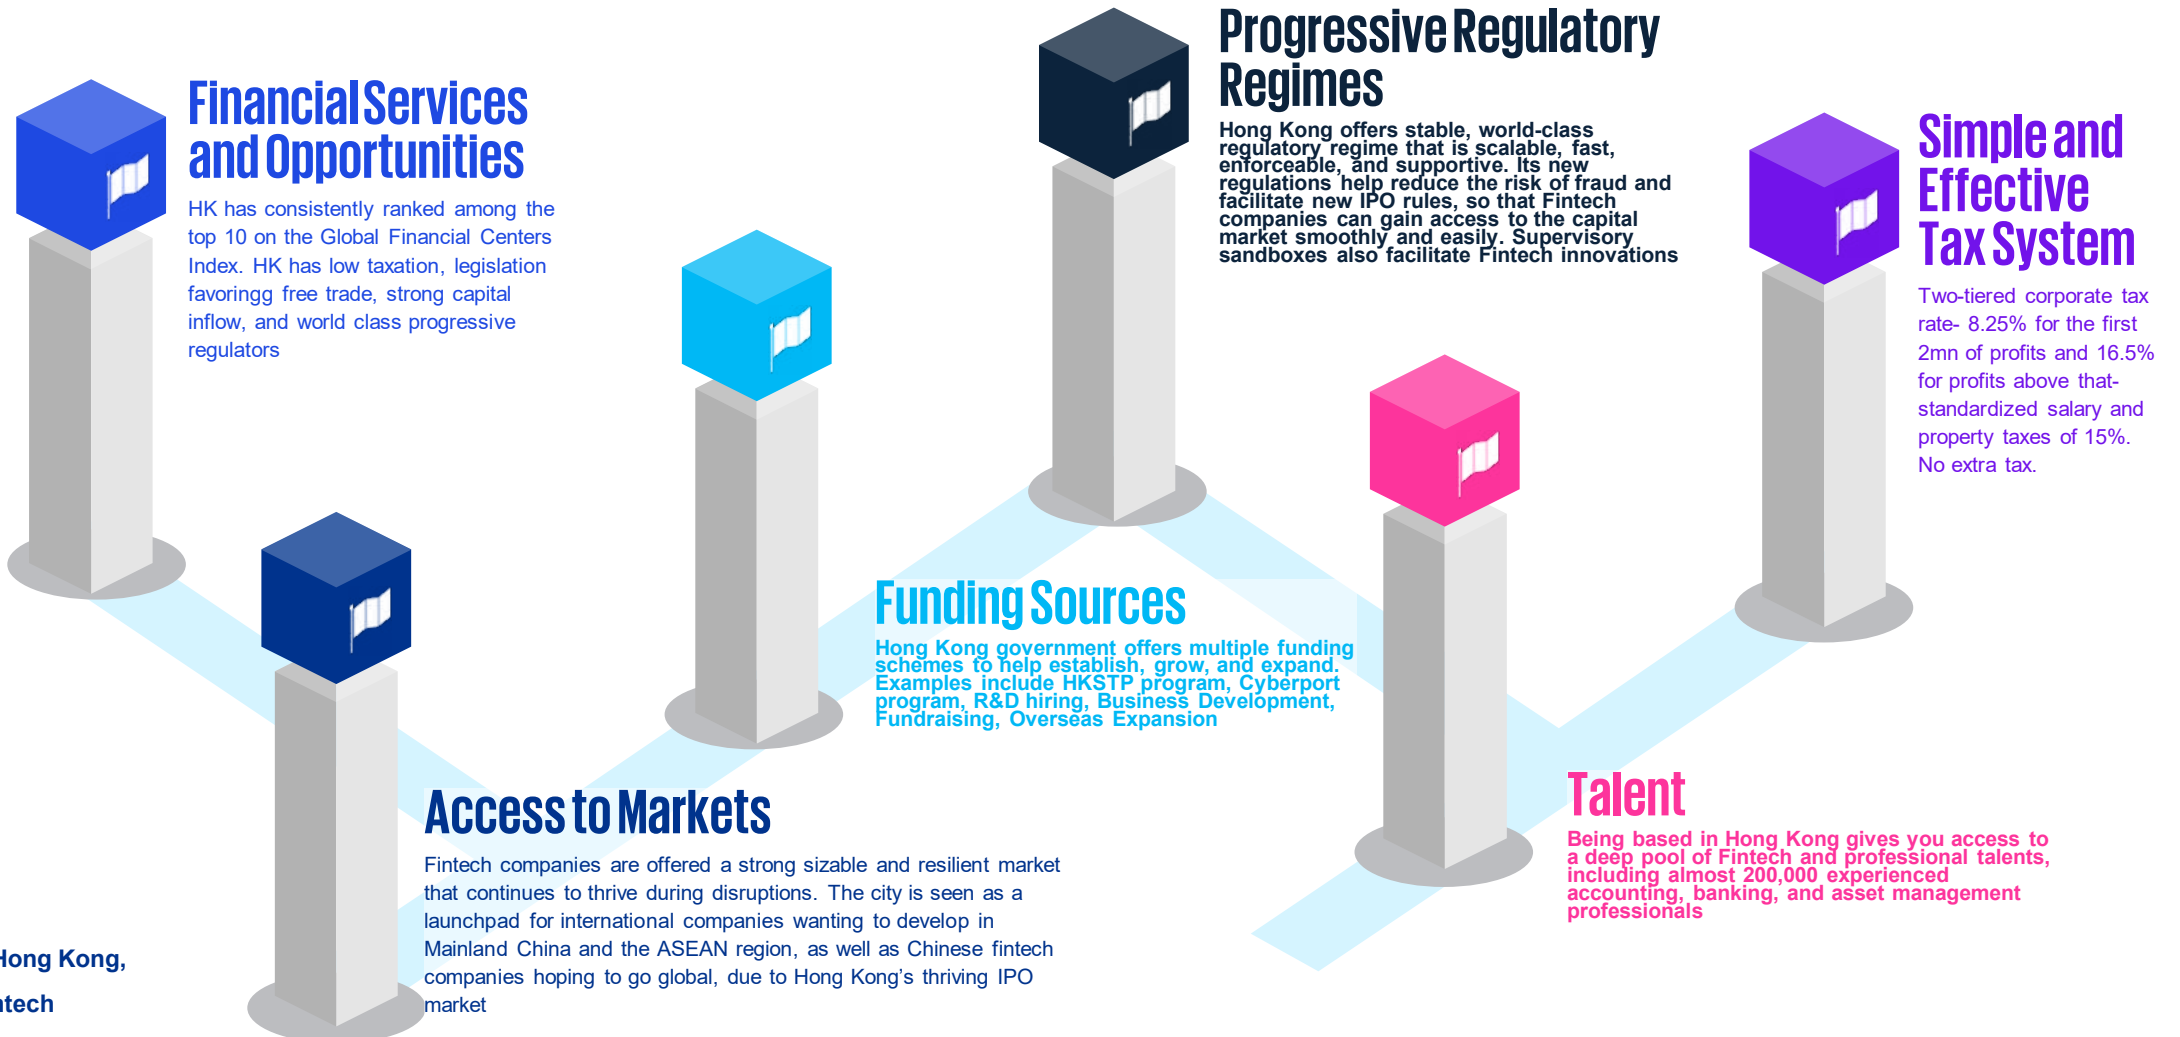 Financial Services
and Opportunities
HK has consistently ranked among the
top 10 on the Global Financial Centers
Index. HK has low taxation, legislation
favoringg free trade, strong capital
inflow, and world class progressive
regulators
Access to Markets
Fintech companies are offered a strong sizable and resilient market
that continues to thrive during disruptions. The city is seen as a
launchpad for international companies wanting to develop in
Mainland China and the ASEAN region, as well as Chinese fintech
companies hoping to go global, due to Hong Kong’s thriving IPO
market
Funding Sources
Hong Kong government offers multiple funding
schemes to help establish, grow, and expand.
Examples include HKSTP program, Cyberport
program, R&D hiring, Business Development,
Fundraising, Overseas Expansion
Progressive Regulatory
Regimes
Hong Kong offers stable, world-class
regulatory regime that is scalable, fast,
enforceable, and supportive. Its new
regulations help reduce the risk of fraud and
facilitate new IPO rules, so that Fintech
companies can gain access to the capital
market smoothly and easily. Supervisory
sandboxes also facilitate Fintech innovations
Talent
Being based in Hong Kong gives you access to
a deep pool of Fintech and professional talents,
including almost 200,000 experienced
accounting, banking, and asset management
professionals
Simple and
Effective
Tax System
Two-tiered corporate tax
rate- 8.25% for the first
2mn of profits and 16.5%
for profits above that-
standardized salary and
property taxes of 15%.
No extra tax.
Hong Kong,